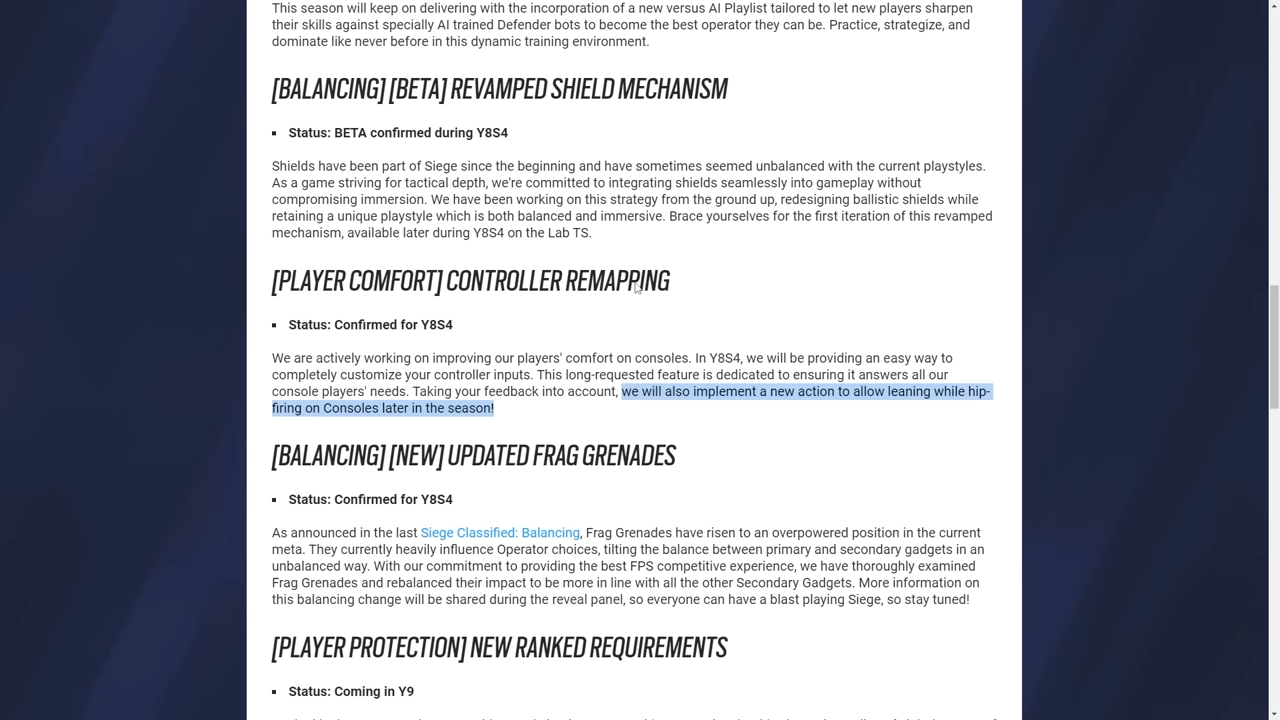 This season will keep on delivering with the incorporation of a new versus AI Playlist tailored to let new players sharpen
their skills against specially AI trained Defender bots to become the best operator they can be. Practice, strategize, and
dominate like never before in this dynamic training environment.
[BALANCING] [BETA] REVAMPED SHIELD MECHANISM
▪ Status: BETA confirmed during Y8S4
Shields have been part of Siege since the beginning and have sometimes seemed unbalanced with the current playstyles.
As a game striving for tactical depth, we're committed to integrating shields seamlessly into gameplay without
compromising immersion. We have been working on this strategy from the ground up, redesigning ballistic shields while
retaining a unique playstyle which is both balanced and immersive. Brace yourselves for the first iteration of this revamped
mechanism, available later during Y8S4 on the Lab TS.
[PLAYER COMFORT] CONTROLLER REMAPPING
▪ Status: Confirmed for Y8S4
We are actively working on improving our players' comfort on consoles. In Y8S4, we will be providing an easy way to
completely customize your controller inputs. This long-requested feature is dedicated to ensuring it answers all our
console players' needs. Taking your feedback into account, we will also implement a new action to allow leaning while hip-
firing on Consoles later in the season!
[BALANCING] [NEW] UPDATED FRAG GRENADES
▪ Status: Confirmed for Y8S4
As announced in the last Siege Classified: Balancing, Frag Grenades have risen to an overpowered position in the current
meta. They currently heavily influence Operator choices, tilting the balance between primary and secondary gadgets in an
unbalanced way. With our commitment to providing the best FPS competitive experience, we have thoroughly examined
Frag Grenades and rebalanced their impact to be more in line with all the other Secondary Gadgets. More information on
this balancing change will be shared during the reveal panel, so everyone can have a blast playing Siege, so stay tuned!
[PLAYER PROTECTION] NEW RANKED REQUIREMENTS
▪ Status: Coming in Y9